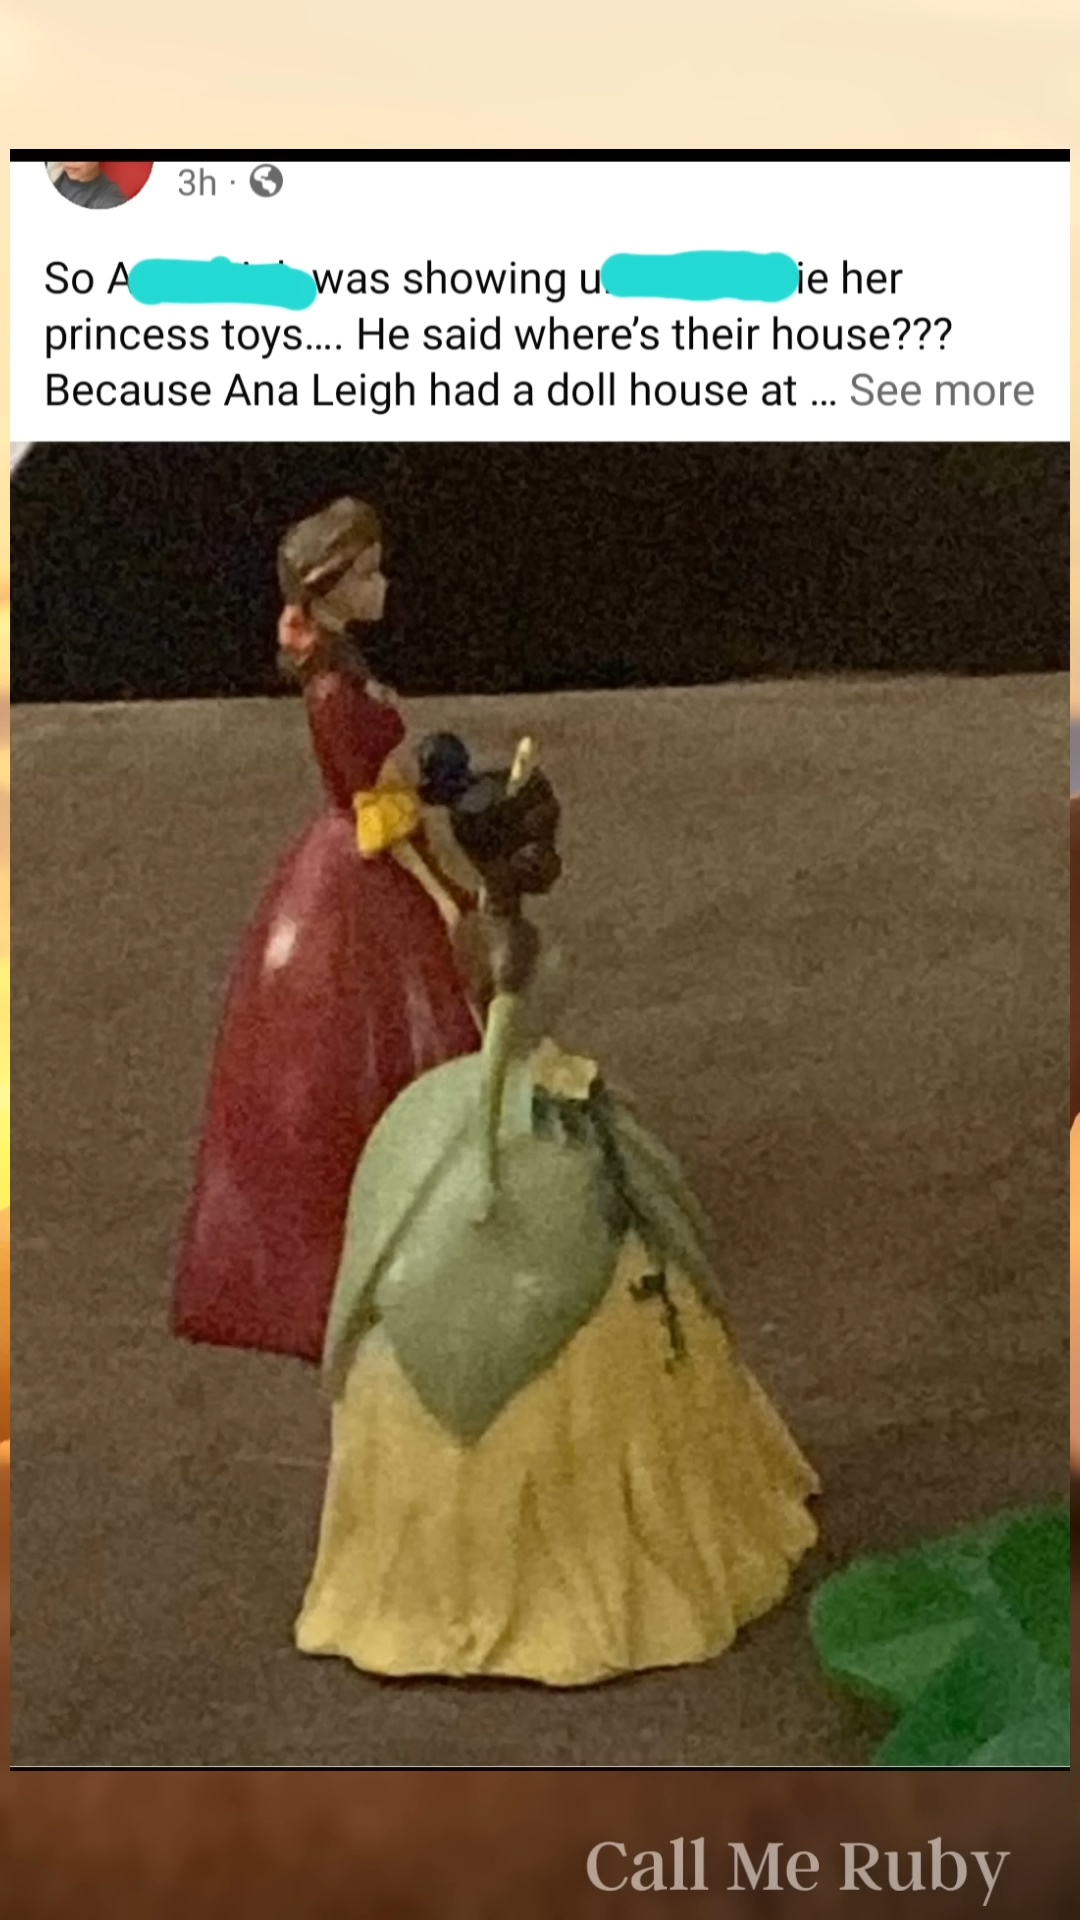 3h ·
So was showing her
princess toys.... He said where's their house???
Because Ana Leigh had a doll house at ... See more
Call Me Ruby